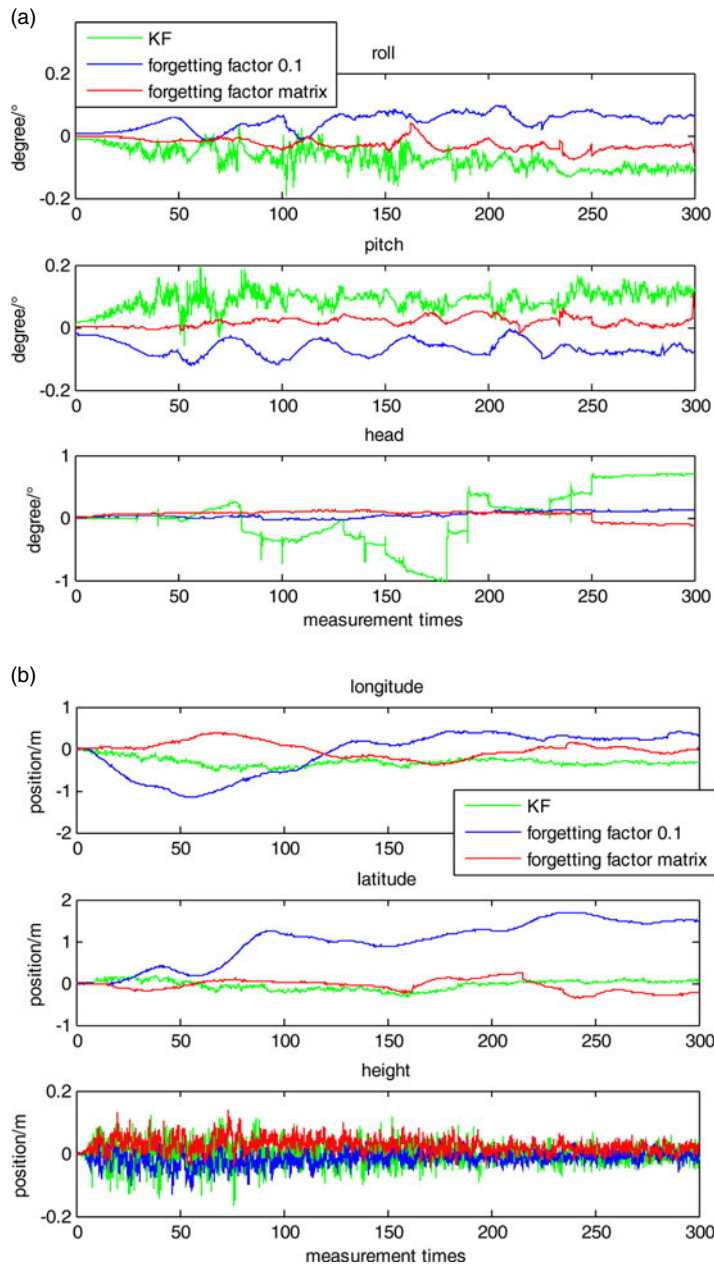 (a)
KF
forgetting factor 0.1
forgetting factor matrix
roll
degree/°
0.2
0
-0.2
0 50 100 150 200 250 300
pitch
degree/°
0.2
0
-0.2
0 50 100 150 200 250 300
head
degree/°
1
0
-1
0 50 100 150 200 250 300
measurement times
(b)
longitude
position/m
1
0
-1
-2
0 50 100 150 200 250 300
KF
forgetting factor 0.1
forgetting factor matrix
latitude
position/m
2
1
0
-1
0 50 100 150 200 250 300
height
position/m
0.2
0
-0.2
0 50 100 150 200 250 300
measurement times